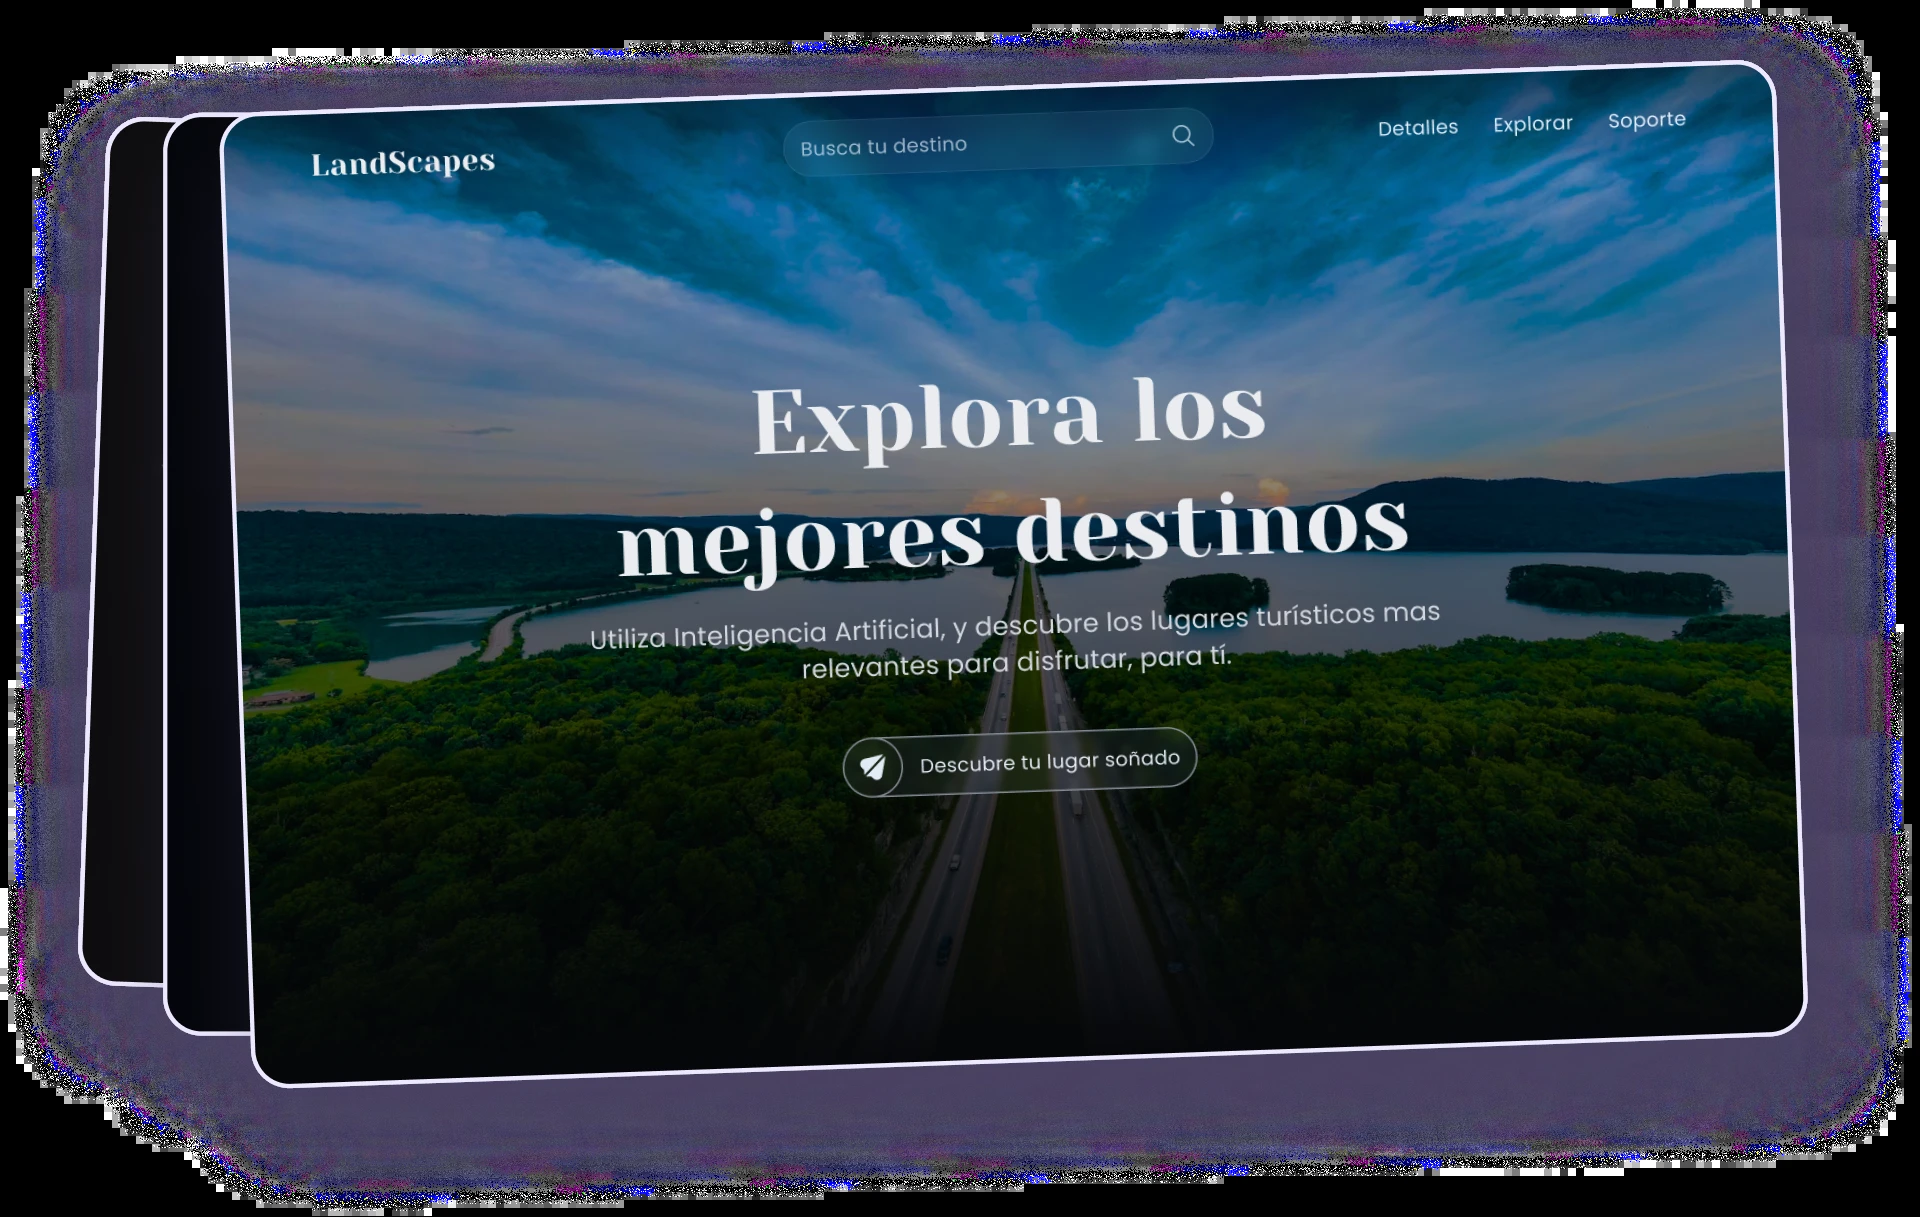 LandScapes
Busca tu destino
Detalles Explorar Soporte
Explora los
mejores destinos
Utiliza Inteligencia Artificial, y descubre los lugares turísticos mas
relevantes para disfrutar, para tí.
Descubre tu lugar soñado